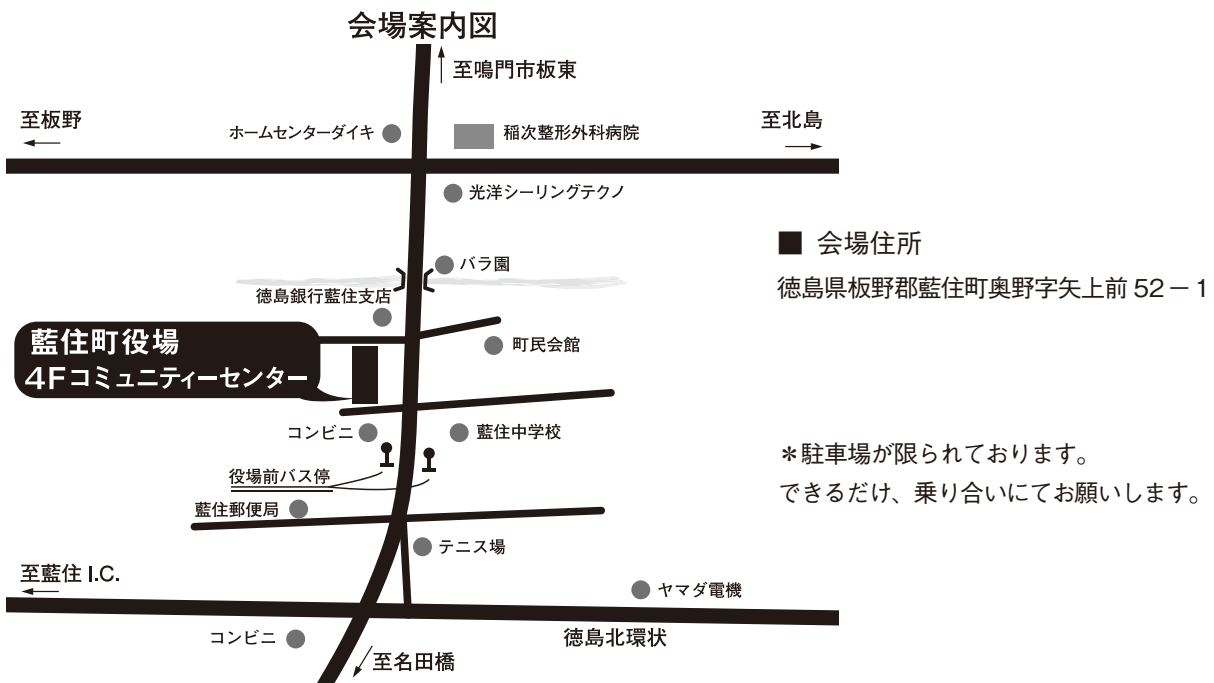 会場案内図
至鳴門市板東
至板野
ホームセンターダイキ
稲次整形外科病院
至北島
光洋シーリングテクノ
バラ園
■ 会場住所
徳島県板野郡藍住町奥野字矢上前52－1
徳島銀行藍住支店
藍住町役場
4Fコミュニティーセンター
町民会館
コンビニ
藍住中学校
＊駐車場が限られております。
できるだけ、乗り合いにてお願いします。
役場前バス停
藍住郵便局
テニス場
至藍住 I.C.
ヤマダ電機
コンビニ
徳島北環状
至名田橋